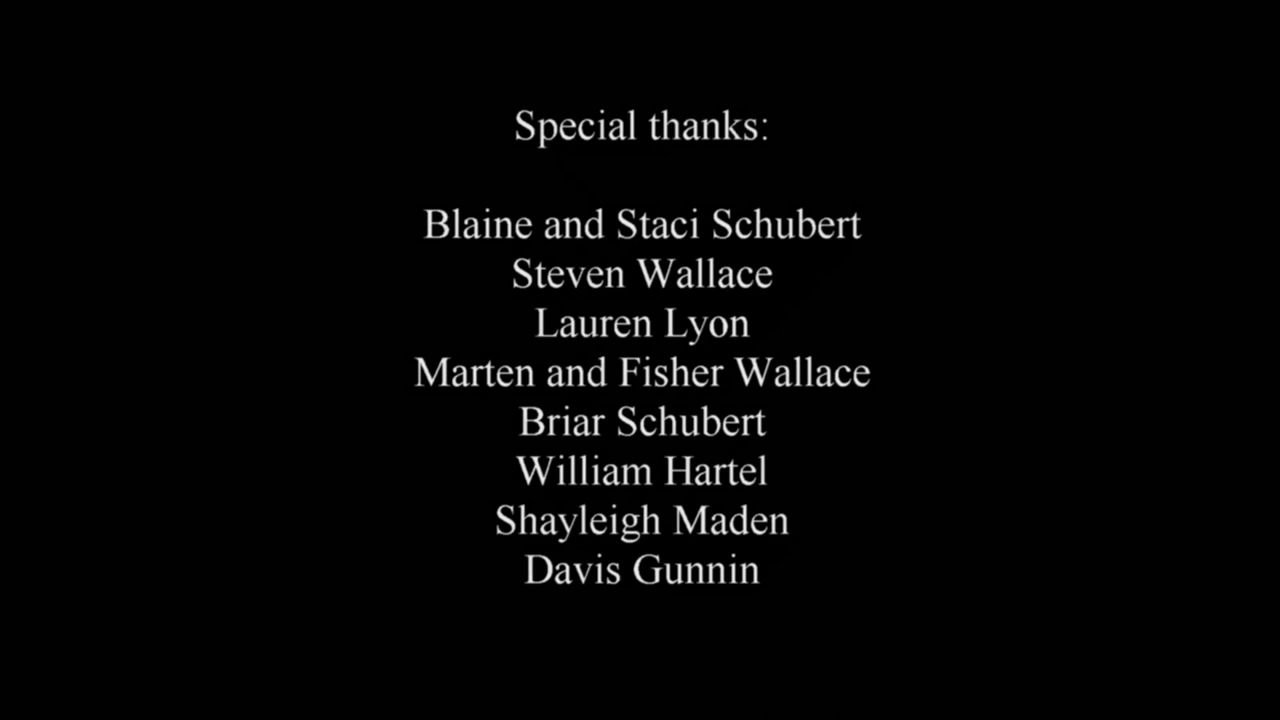 Special thanks:
Blaine and Staci Schubert
Steven Wallace
Lauren Lyon
Marten and Fisher Wallace
Briar Schubert
William Hartel
Shayleigh Maden
Davis Gunnin